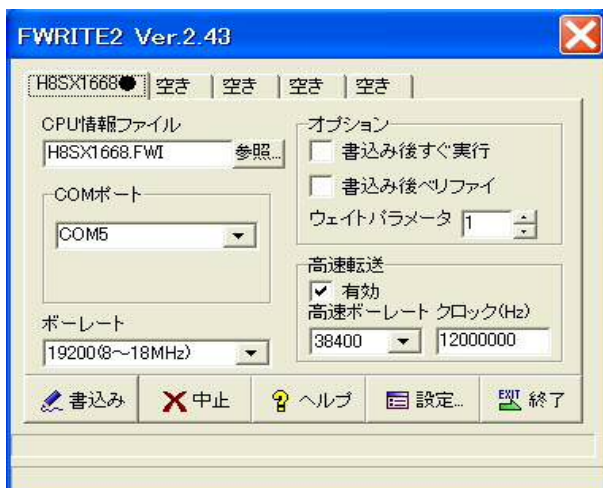 FWRITE2 Ver.2.43
H8SX1668● 空き 空き 空き 空き
CPU情報ファイル
H8SX1668.FWI 参照...
COMポート
COM5
ボーレート
19200(8〜18MHz)
オプション
書込み後すぐ実行
書込み後ベリファイ
ウェイトパラメータ 1
高速転送
有効
高速ボーレート クロック(Hz)
38400 12000000
書込み 中止 ヘルプ 設定... EXIT 終了